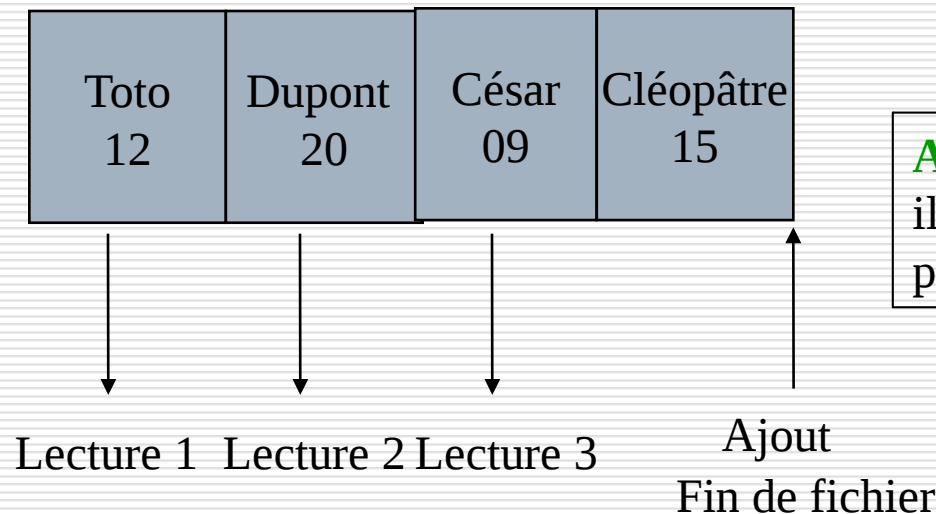 Toto Dupont César Cléopâtre
12 20 09 15
Lecture 1 Lecture 2 Lecture 3
Ajout
Fin de fichier